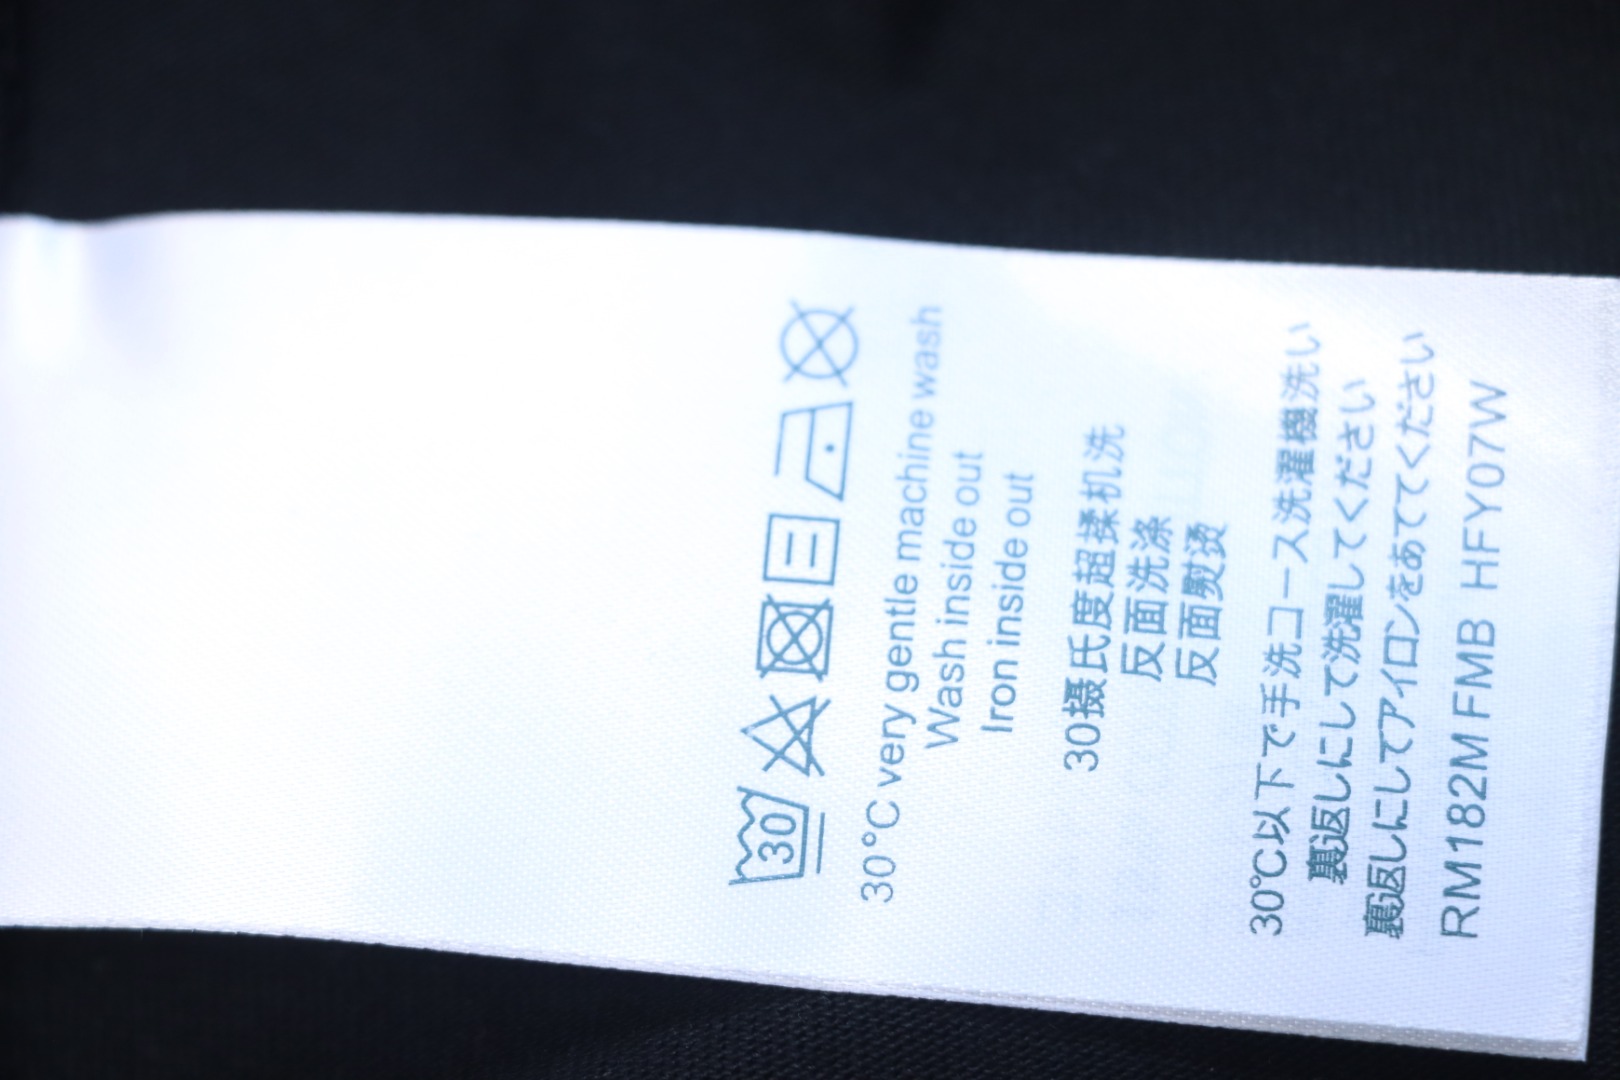 30
30°C very gentle machine wash
Wash inside out
Iron inside out
30摄氏度超揉机洗
反面洗涤
反面熨烫
30℃以下で手洗コース洗濯機洗い
裏返しにして洗濯してください
裏返しにしてアイロンをあててください
RM182M FMB HFY07W